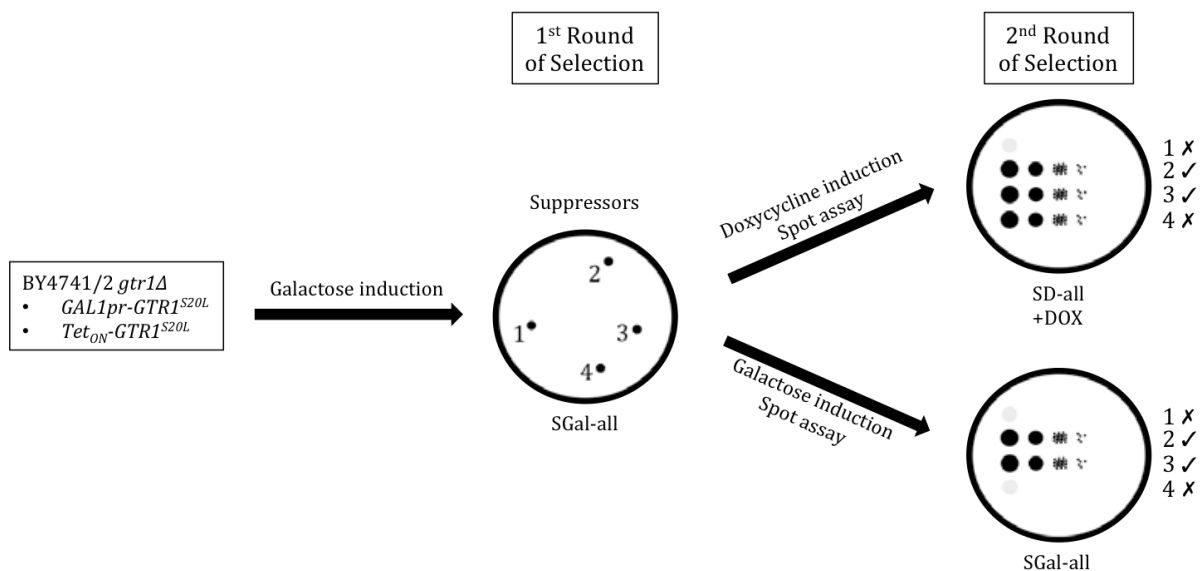 1st Round
of Selection
2nd Round
of Selection
BY4741/2 gtr1Δ
• GAL1pr-GTR1S20L
• TetON-GTR1S20L
Galactose induction
Suppressors
1
2
3
4
SGal-all
Doxycycline induction
Spot assay
Galactose induction
Spot assay
1 ✗
2 ✓
3 ✓
4 ✗
SD-all
+DOX
1 ✗
2 ✓
3 ✓
4 ✗
SGal-all